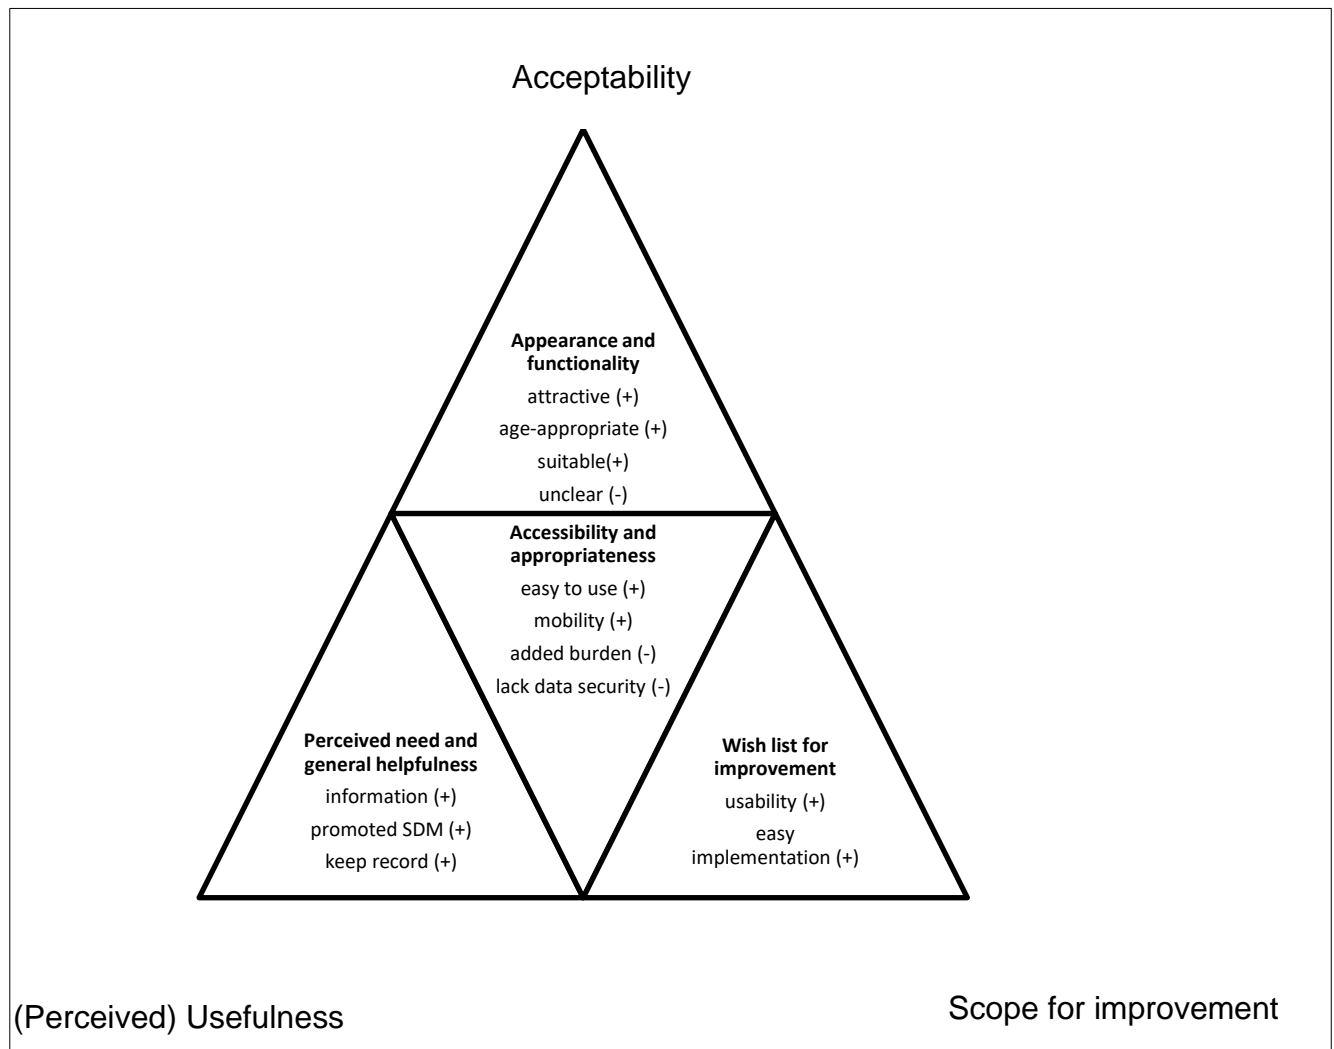 Acceptability
Appearance and
functionality
attractive (+)
age-appropriate (+)
suitable(+)
unclear (-)
Accessibility and
appropriateness
easy to use (+)
mobility (+)
added burden (-)
lack data security (-)
Perceived need and
general helpfulness
information (+)
promoted SDM (+)
keep record (+)
Wish list for
improvement
usability (+)
easy
implementation (+)
(Perceived) Usefulness
Scope for improvement